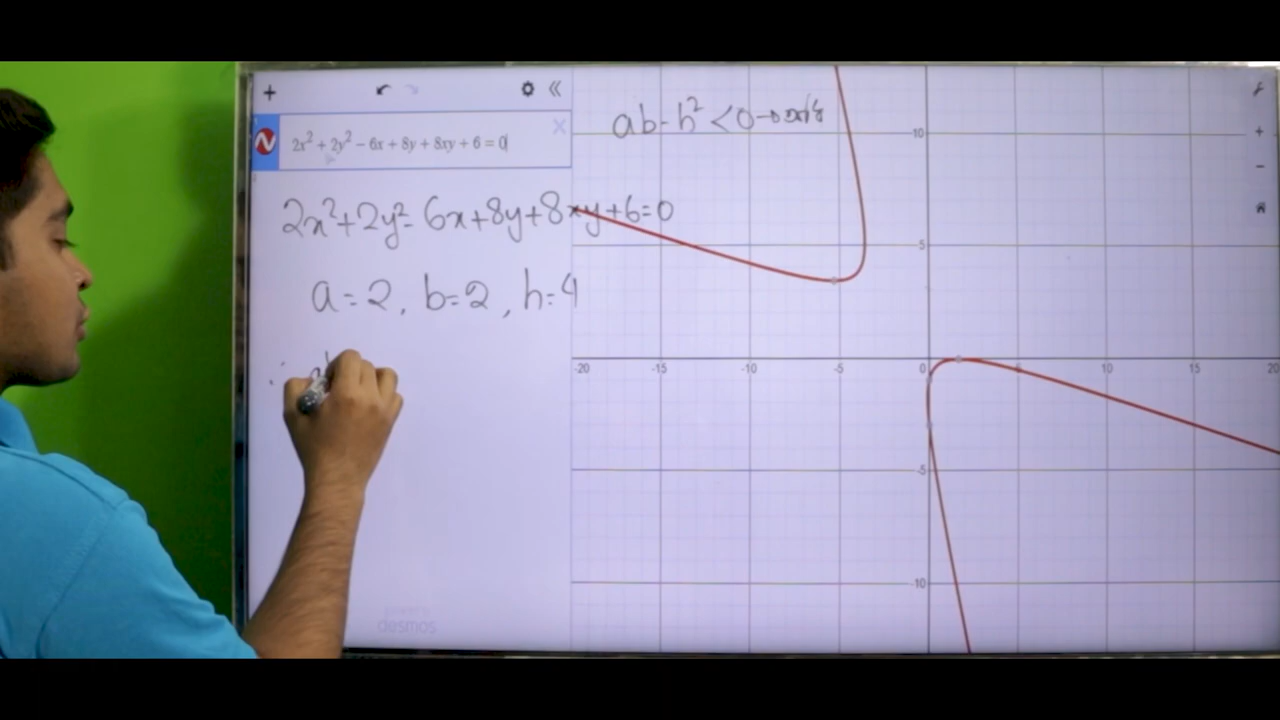 2x² + 2y² − 6x + 8y + 8xy + 6 = 0
2x²+2y²- 6x+8y+8xy+6=0
a=2, b=2, h=4
∴
ab-h² <0→
10
5
-20 -15 -10 -5 0 5 10 15 20
-5
-10
desmos